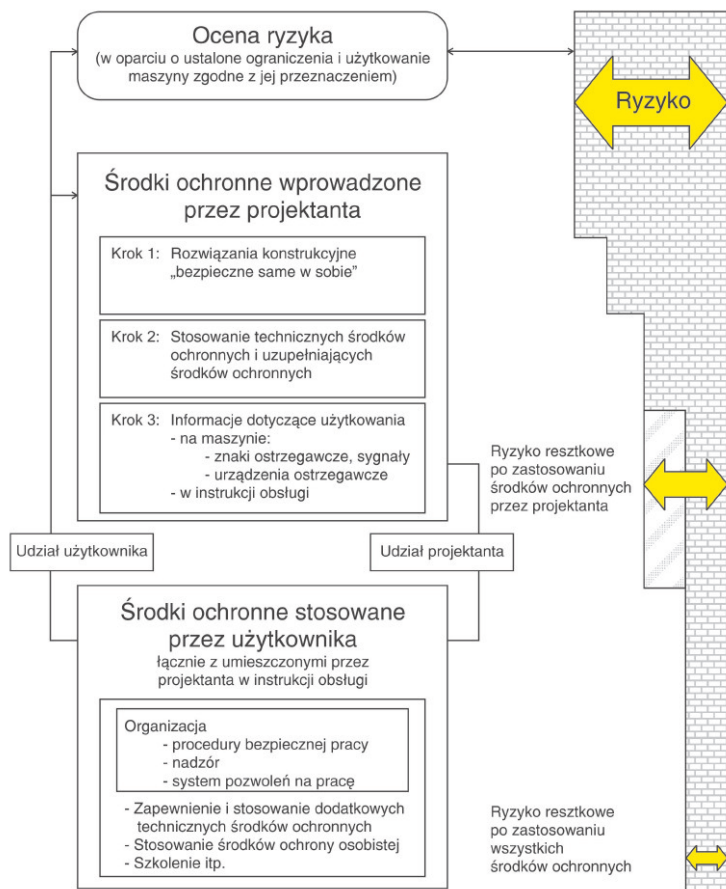 Ocena ryzyka
(w oparciu o ustalone ograniczenia i użytkowanie
maszyny zgodne z jej przeznaczeniem)
Ryzyko
Środki ochronne wprowadzone
przez projektanta
Krok 1: Rozwiązania konstrukcyjne
„bezpieczne same w sobie”
Krok 2: Stosowanie technicznych środków
ochronnych i uzupełniających
środków ochronnych
Krok 3: Informacje dotyczące użytkowania
- na maszynie:
- znaki ostrzegawcze, sygnały
- urządzenia ostrzegawcze
- w instrukcji obsługi
Ryzyko resztkowe
po zastosowaniu
środków ochronnych
przez projektanta
Udział użytkownika
Udział projektanta
Środki ochronne stosowane
przez użytkownika
łącznie z umieszczonymi przez
projektanta w instrukcji obsługi
Organizacja
- procedury bezpiecznej pracy
- nadzór
- system pozwoleń na pracę
- Zapewnienie i stosowanie dodatkowych
technicznych środków ochronnych
- Stosowanie środków ochrony osobistej
- Szkolenie itp.
Ryzyko resztkowe
po zastosowaniu
wszystkich
środków ochronnych